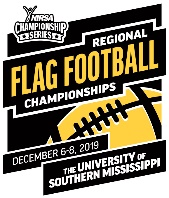 NIRSA
CHAMPIONSHIP
SERIES
REGIONAL
FLAG FOOTBALL
CHAMPIONSHIPS
DECEMBER 6-8, 2019
THE UNIVERSITY OF
SOUTHERN MISSISSIPPI